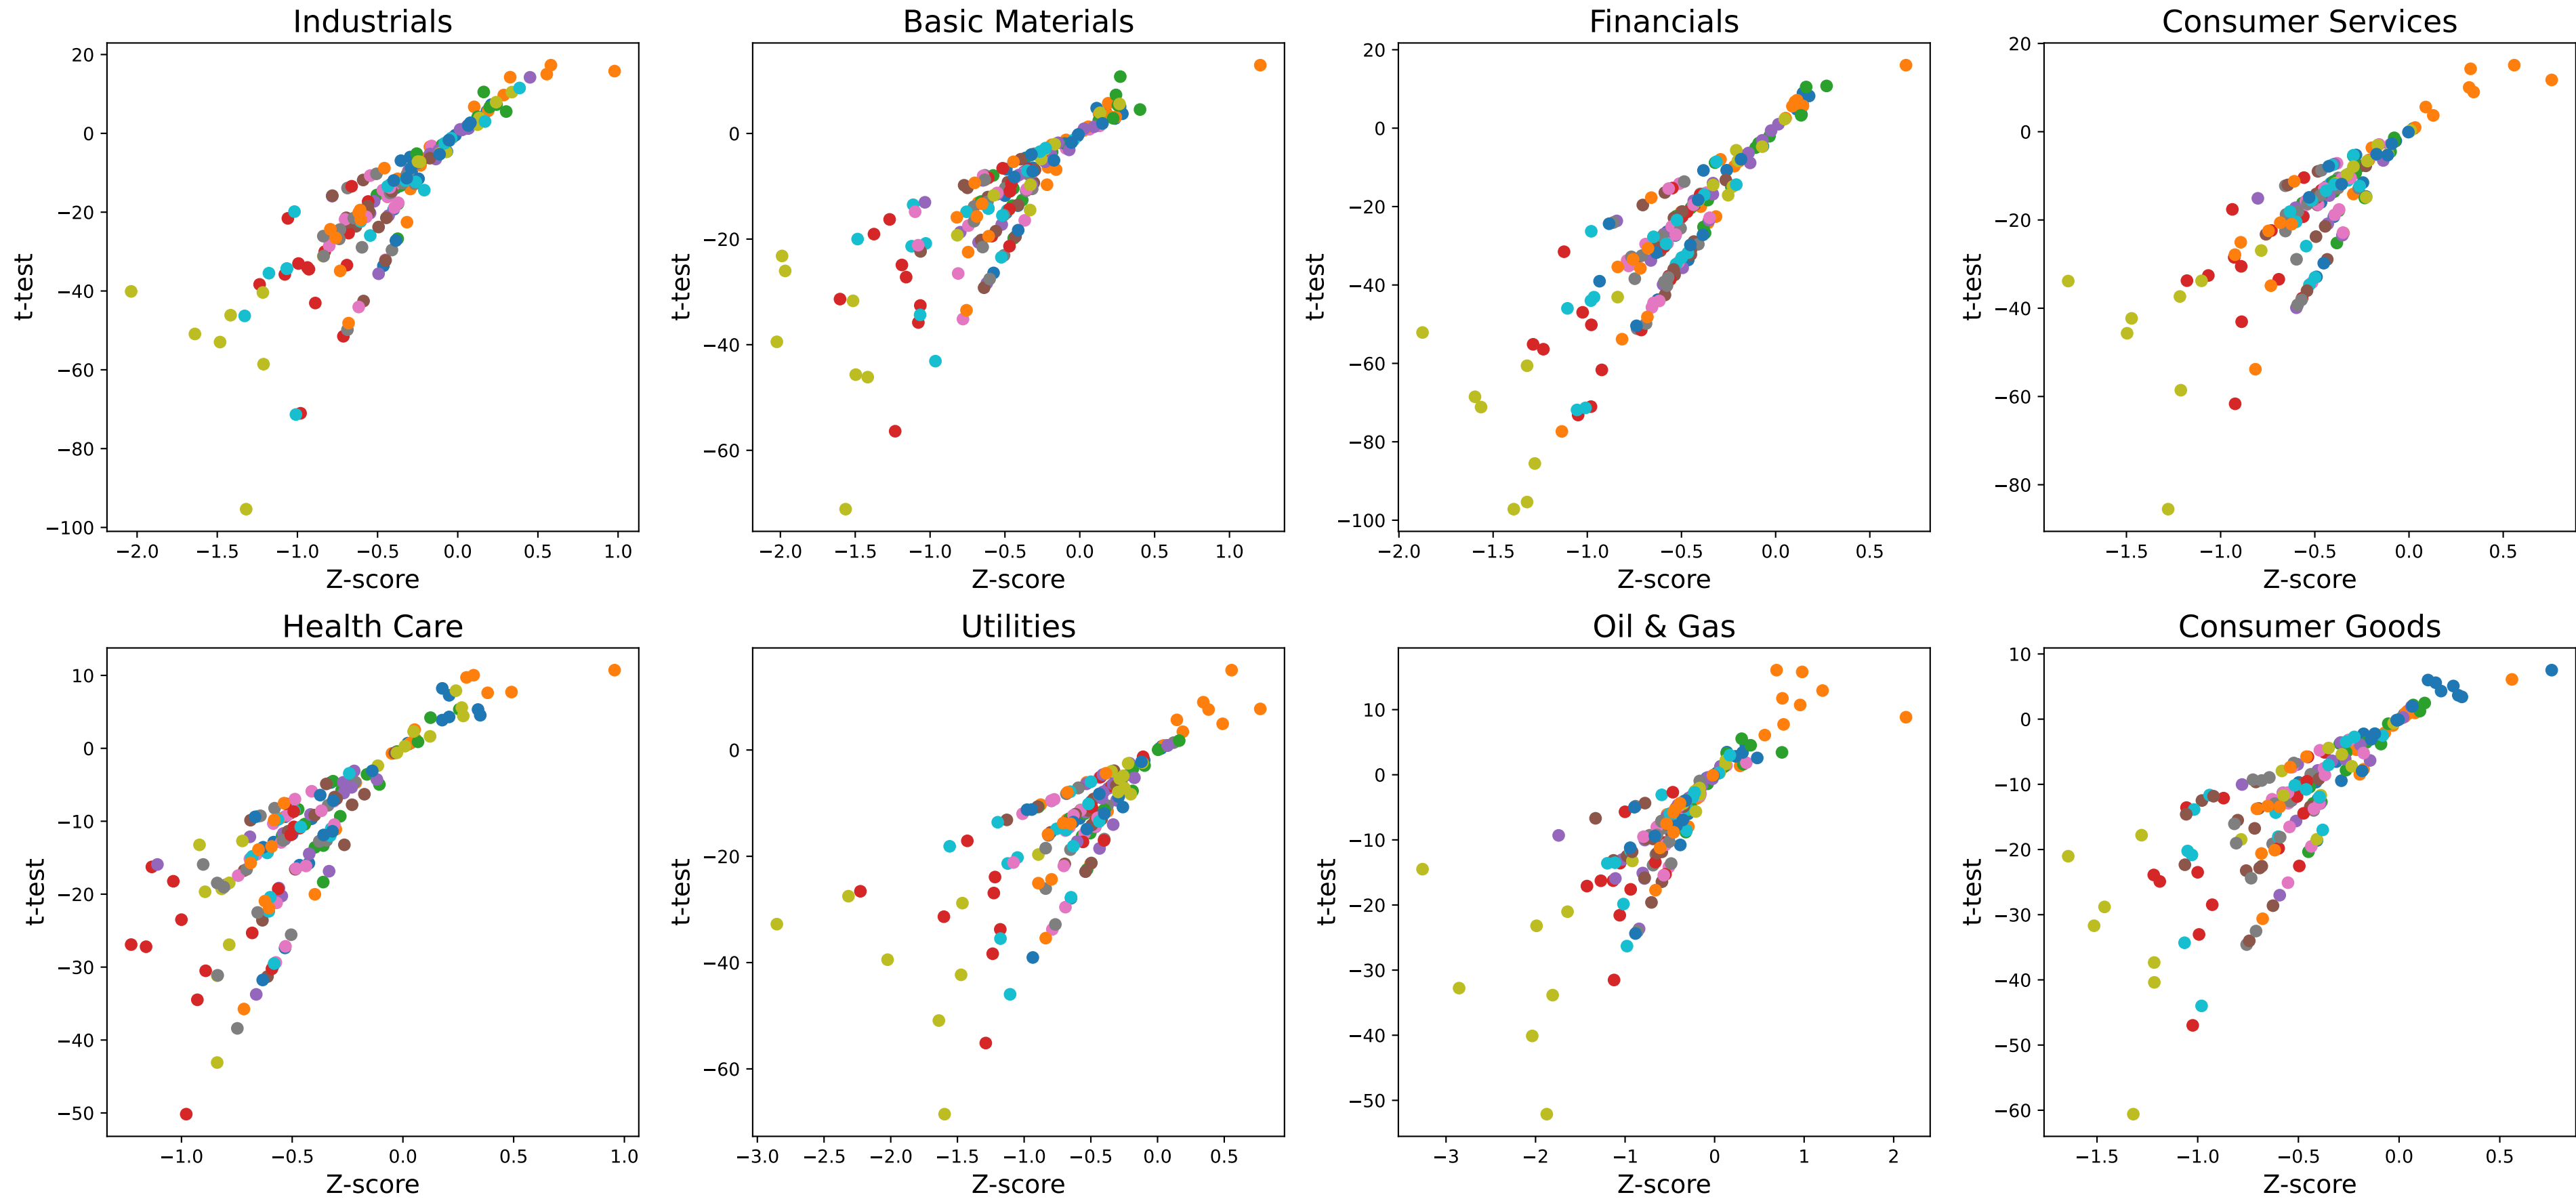 Industrials
20
0
−20
−40
−60
−80
−100
t-test
−2.0 −1.5 −1.0 −0.5 0.0 0.5 1.0
Z-score
Basic Materials
0
−20
−40
−60
t-test
−2.0 −1.5 −1.0 −0.5 0.0 0.5 1.0
Z-score
Financials
20
0
−20
−40
−60
−80
−100
t-test
−2.0 −1.5 −1.0 −0.5 0.0 0.5
Z-score
Consumer Services
20
0
−20
−40
−60
−80
t-test
−1.5 −1.0 −0.5 0.0 0.5
Z-score
Health Care
10
0
−10
−20
−30
−40
−50
t-test
−1.0 −0.5 0.0 0.5 1.0
Z-score
Utilities
0
−20
−40
−60
t-test
−3.0 −2.5 −2.0 −1.5 −1.0 −0.5 0.0 0.5
Z-score
Oil & Gas
10
0
−10
−20
−30
−40
−50
t-test
−3 −2 −1 0 1 2
Z-score
Consumer Goods
10
0
−10
−20
−30
−40
−50
−60
t-test
−1.5 −1.0 −0.5 0.0 0.5
Z-score